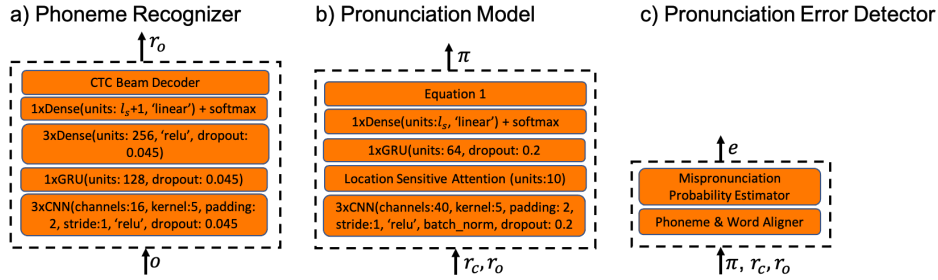 a) Phoneme Recognizer
r_o
CTC Beam Decoder
1xDense(units: l_s+1, ‘linear’) + softmax
3xDense(units: 256, ‘relu’, dropout:
0.045)
1xGRU(units: 128, dropout: 0.045)
3xCNN(channels:16, kernel:5, padding:
2, stride:1, ‘relu’, dropout: 0.045
o
b) Pronunciation Model
π
Equation 1
1xDense(units:l_s, ‘linear’) + softmax
1xGRU(units: 64, dropout: 0.2
Location Sensitive Attention (units:10)
3xCNN(channels:40, kernel:5, padding: 2,
stride:1, ‘relu’, batch_norm, dropout: 0.2
r_c, r_o
c) Pronunciation Error Detector
e
Mispronunciation
Probability Estimator
Phoneme & Word Aligner
π, r_c, r_o